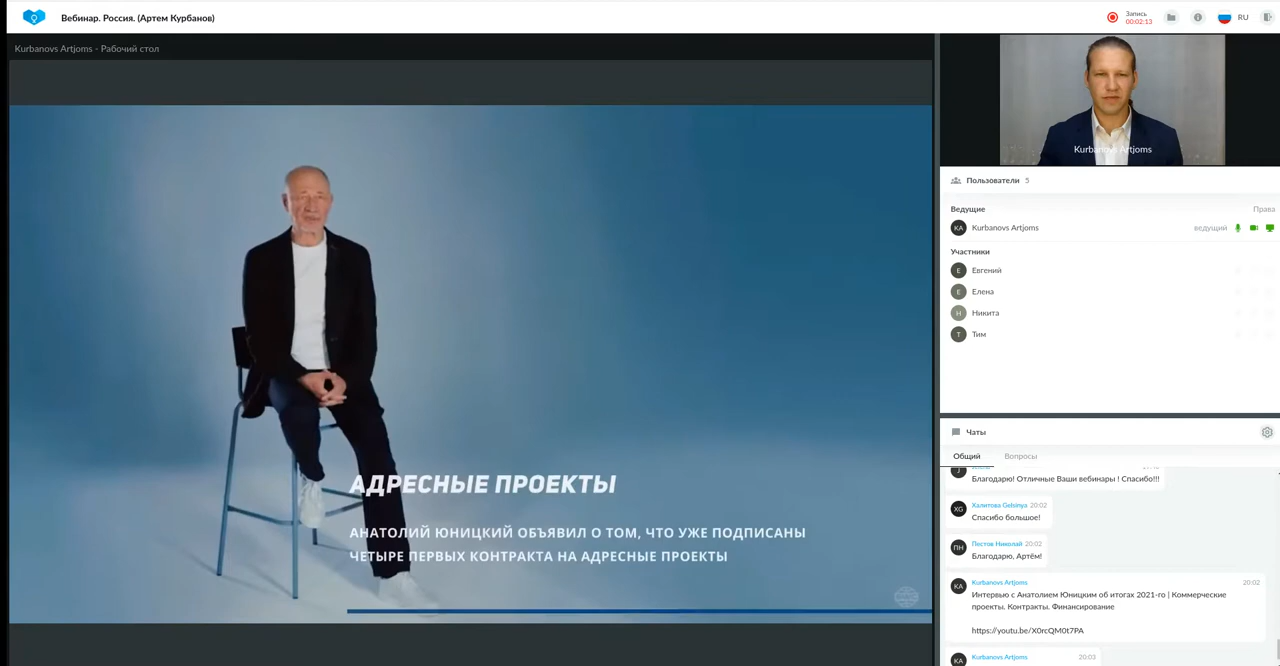 Вебинар. Россия. (Артем Курбанов)
Запись
00:02:13
RU
Kurbanovs Artjoms - Рабочий стол
АДРЕСНЫЕ ПРОЕКТЫ
АНАТОЛИЙ ЮНИЦКИЙ ОБЪЯВИЛ О ТОМ, ЧТО УЖЕ ПОДПИСАНЫ
ЧЕТЫРЕ ПЕРВЫХ КОНТРАКТА НА АДРЕСНЫЕ ПРОЕКТЫ
Kurbanovs Artjoms
Пользователи 5
Ведущие Права
KA Kurbanovs Artjoms ведущий
Участники
Е Евгений
Е Елена
Н Никита
Т Тим
Чаты
Общий Вопросы
Благодарю! Отличные Ваши вебинары ! Спасибо!!!
XG Халитова Gelsinya 20:02
Спасибо большое!
ПН Пестов Николай 20:02
Благодарю, Артём!
KA Kurbanovs Artjoms 20:02
Интервью с Анатолием Юницким об итогах 2021-го | Коммерческие
проекты. Контракты. Финансирование
https://youtu.be/X0rcQM0t7PA
KA Kurbanovs Artjoms 20:03